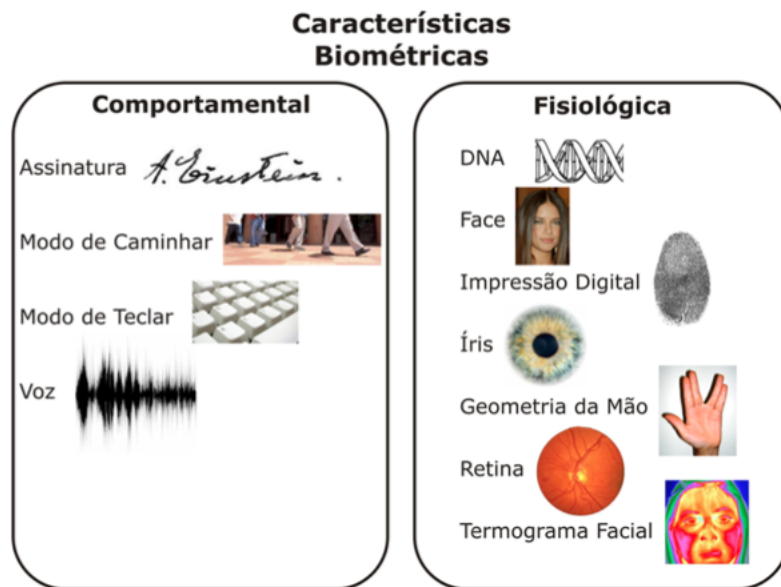 Características
Biométricas
Comportamental
Assinatura A. Einstein.
Modo de Caminhar
Modo de Teclar
Voz
Fisiológica
DNA
Face
Impressão Digital
Íris
Geometria da Mão
Retina
Termograma Facial